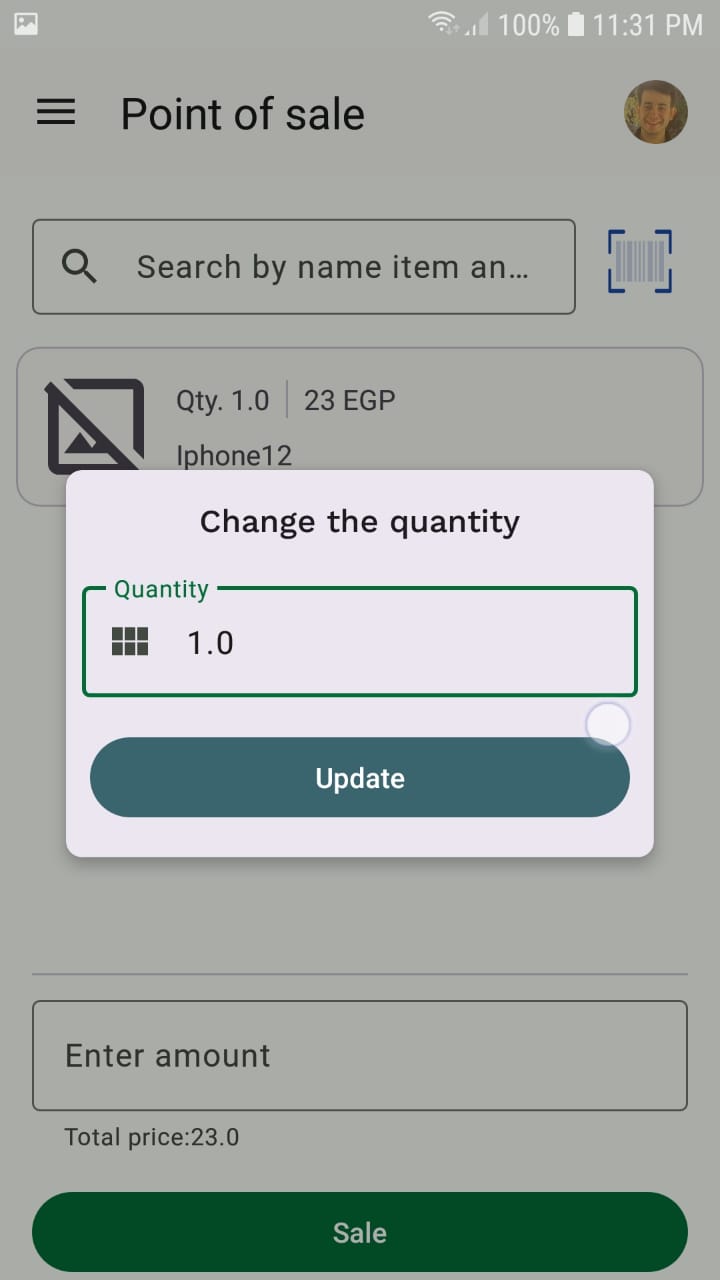 100% 11:31 PM
Point of sale
Search by name item an...
Qty. 1.0 23 EGP
Iphone12
Change the quantity
Quantity
1.0
Update
Enter amount
Total price:23.0
Sale